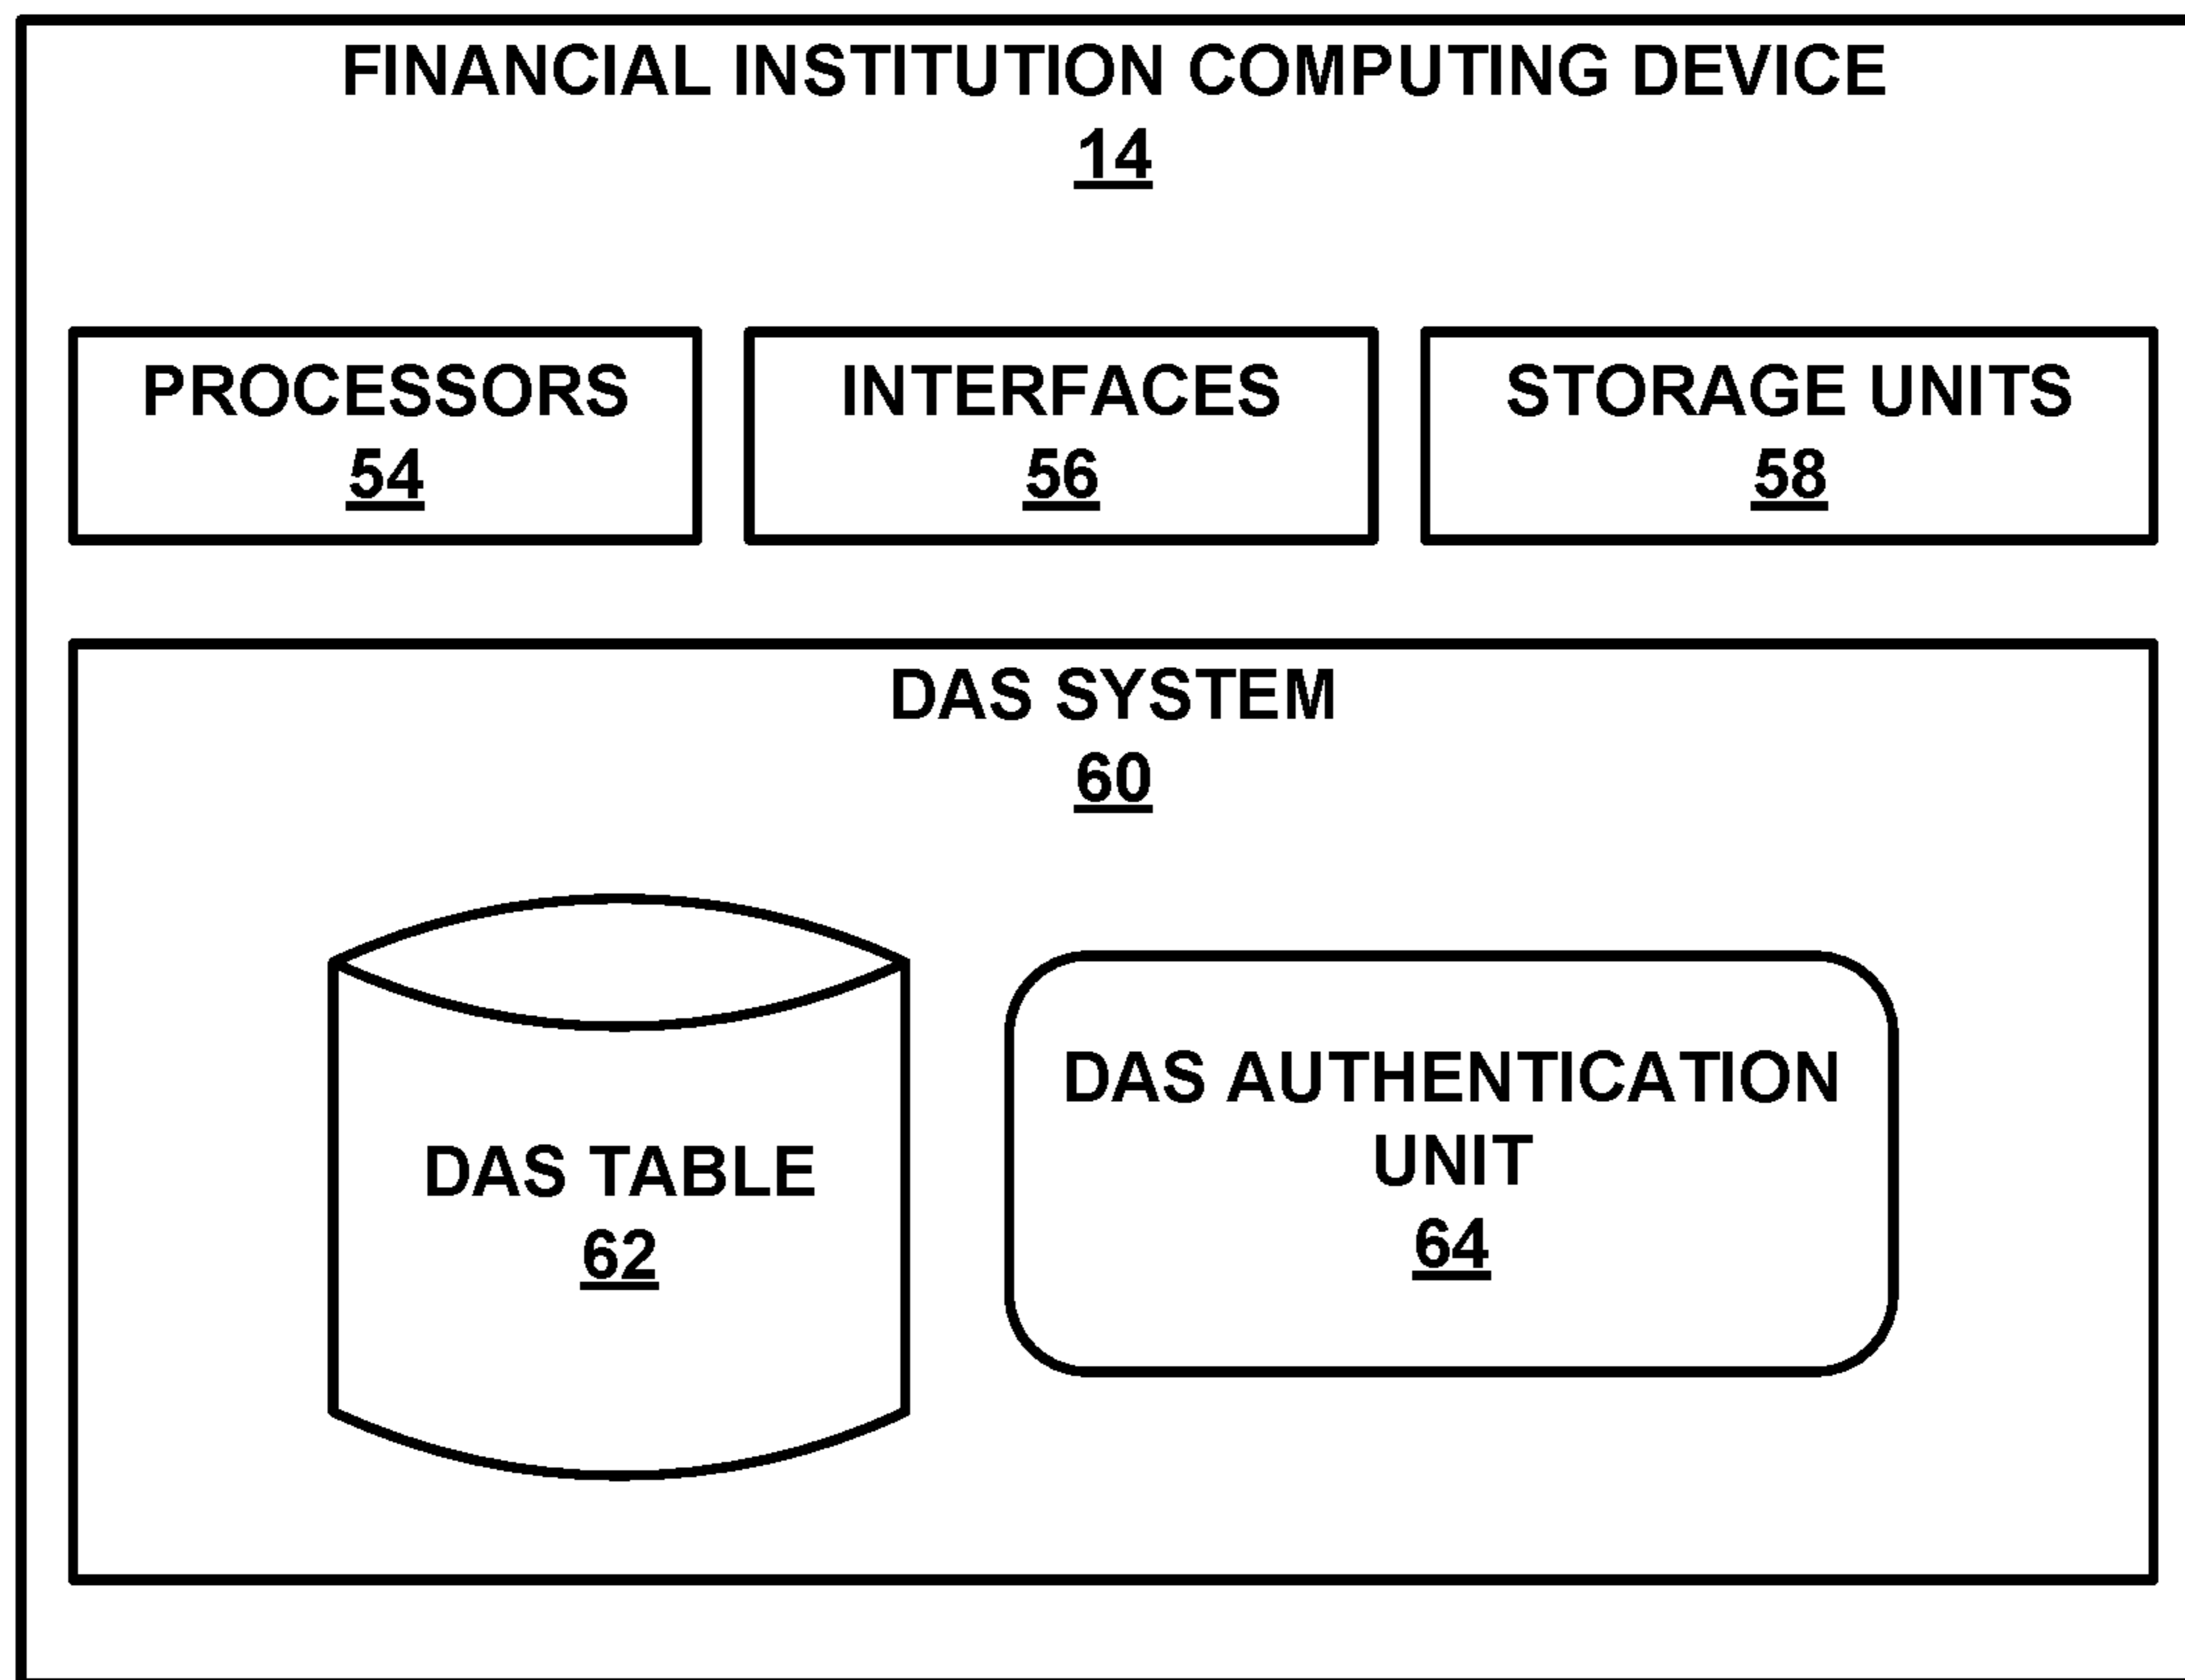 FINANCIAL INSTITUTION COMPUTING DEVICE
14
PROCESSORS
54
INTERFACES
56
STORAGE UNITS
58
DAS SYSTEM
60
DAS TABLE
62
DAS AUTHENTICATION
UNIT
64